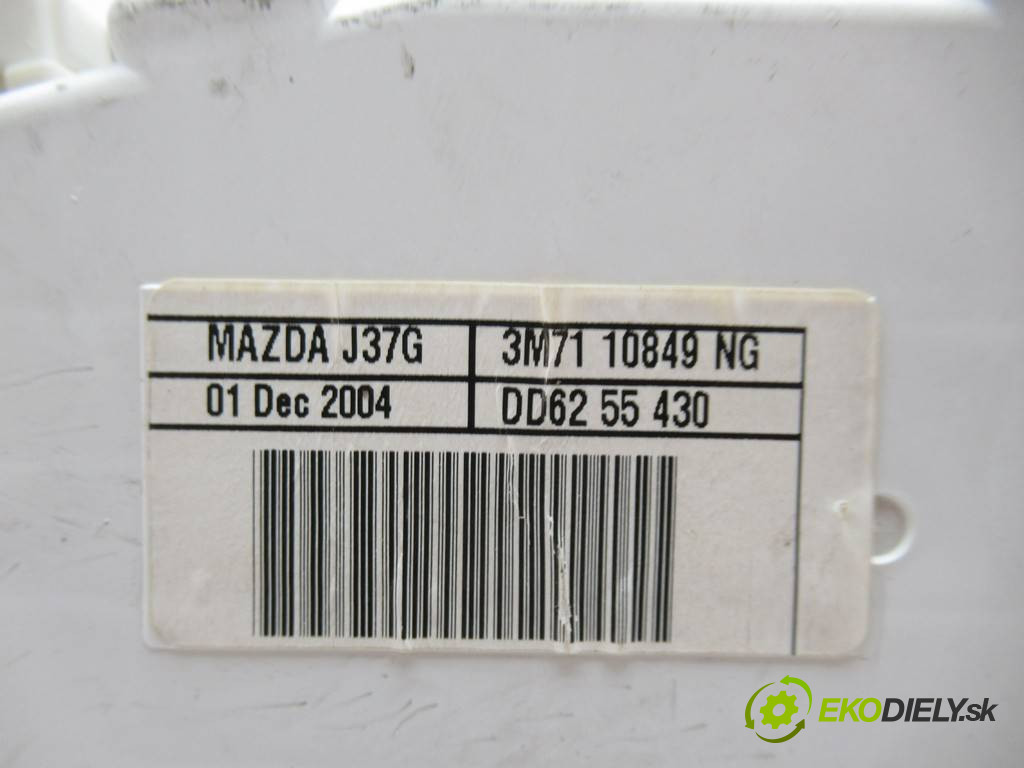 MAZDA J37G 3M71 10849 NG
01 Dec 2004 DD62 55 430
EKODIELY.sk